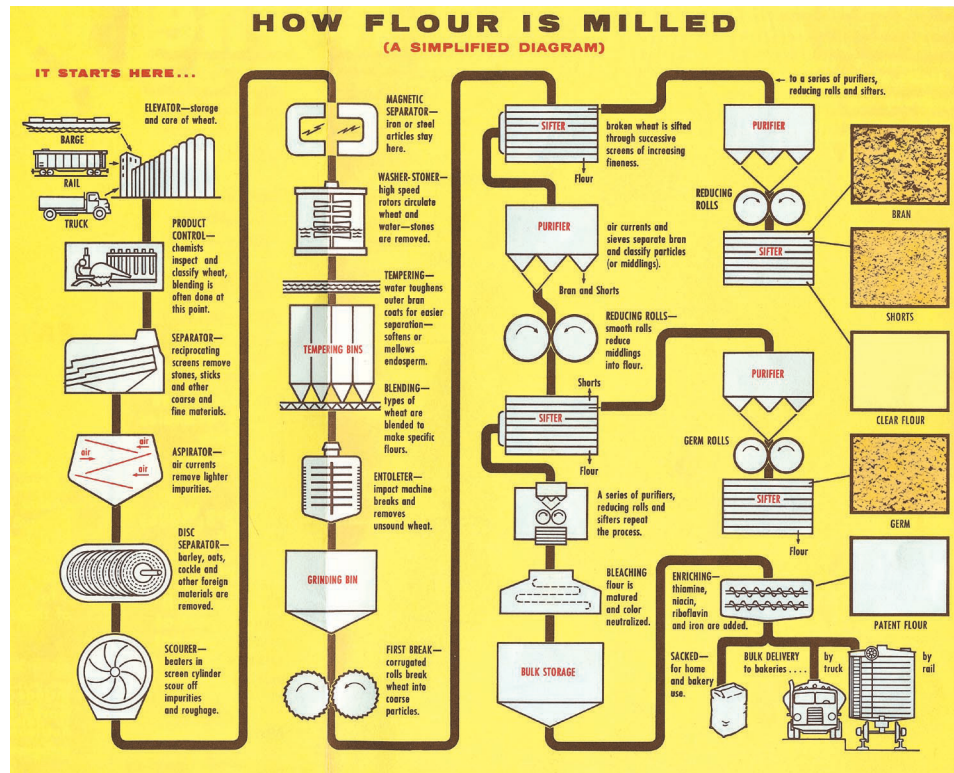 HOW FLOUR IS MILLED
(A SIMPLIFIED DIAGRAM)
IT STARTS HERE...
ELEVATOR—storage
and care of wheat.
BARGE
RAIL
TRUCK
PRODUCT
CONTROL—
chemists
inspect and
classify wheat,
blending is
often done at
this point.
SEPARATOR—
reciprocating
screens remove
stones, sticks
and other
coarse and
fine materials.
air
air
air
ASPIRATOR—
air currents
remove lighter
impurities.
DISC
SEPARATOR—
barley, oats,
cockle and
other foreign
materials are
removed.
SCOURER—
beaters in
screen cylinder
scour off
impurities
and roughage.
MAGNETIC
SEPARATOR—
iron or steel
articles stay
here.
WASHER-STONER—
high speed
rotors circulate
wheat and
water—stones
are removed.
TEMPERING—
water toughens
outer bran
coats for easier
separation—
softens or
mellows
endosperm.
TEMPERING BINS
BLENDING—
types of
wheat are
blended to
make specific
flours.
ENTOLETER—
impact machine
breaks and
removes
unsound wheat.
GRINDING BIN
FIRST BREAK—
corrugated
rolls break
wheat into
coarse
particles.
SIFTER
broken wheat is sifted
through successive
screens of increasing
fineness.
Flour
PURIFIER
air currents and
sieves separate bran
and classify particles
(or middlings).
Bran and Shorts
REDUCING ROLLS—
smooth rolls
reduce
middlings
into flour.
Shorts
SIFTER
Flour
A series of purifiers,
reducing rolls and
sifters repeat
the process.
BLEACHING
flour is
matured
and color
neutralized.
BULK STORAGE
to a series of purifiers,
reducing rolls and sifters.
PURIFIER
REDUCING
ROLLS
SIFTER
BRAN
SHORTS
CLEAR FLOUR
PURIFIER
GERM ROLLS
SIFTER
Flour
GERM
ENRICHING—
thiamine,
niacin,
riboflavin
and iron are added.
PATENT FLOUR
SACKED—
for home
and bakery
use.
BULK DELIVERY
to bakeries . . . .
by
truck
by
rail